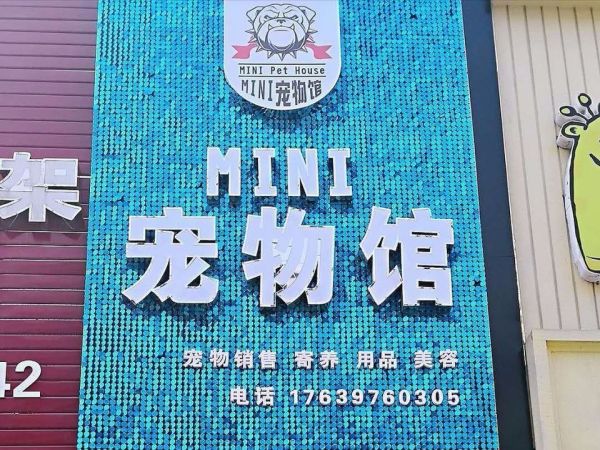 MINI Pet House
MINI宠物馆
MINI
宠物馆
宠物销售 寄养 用品 美容
电话 17639760305
架
42